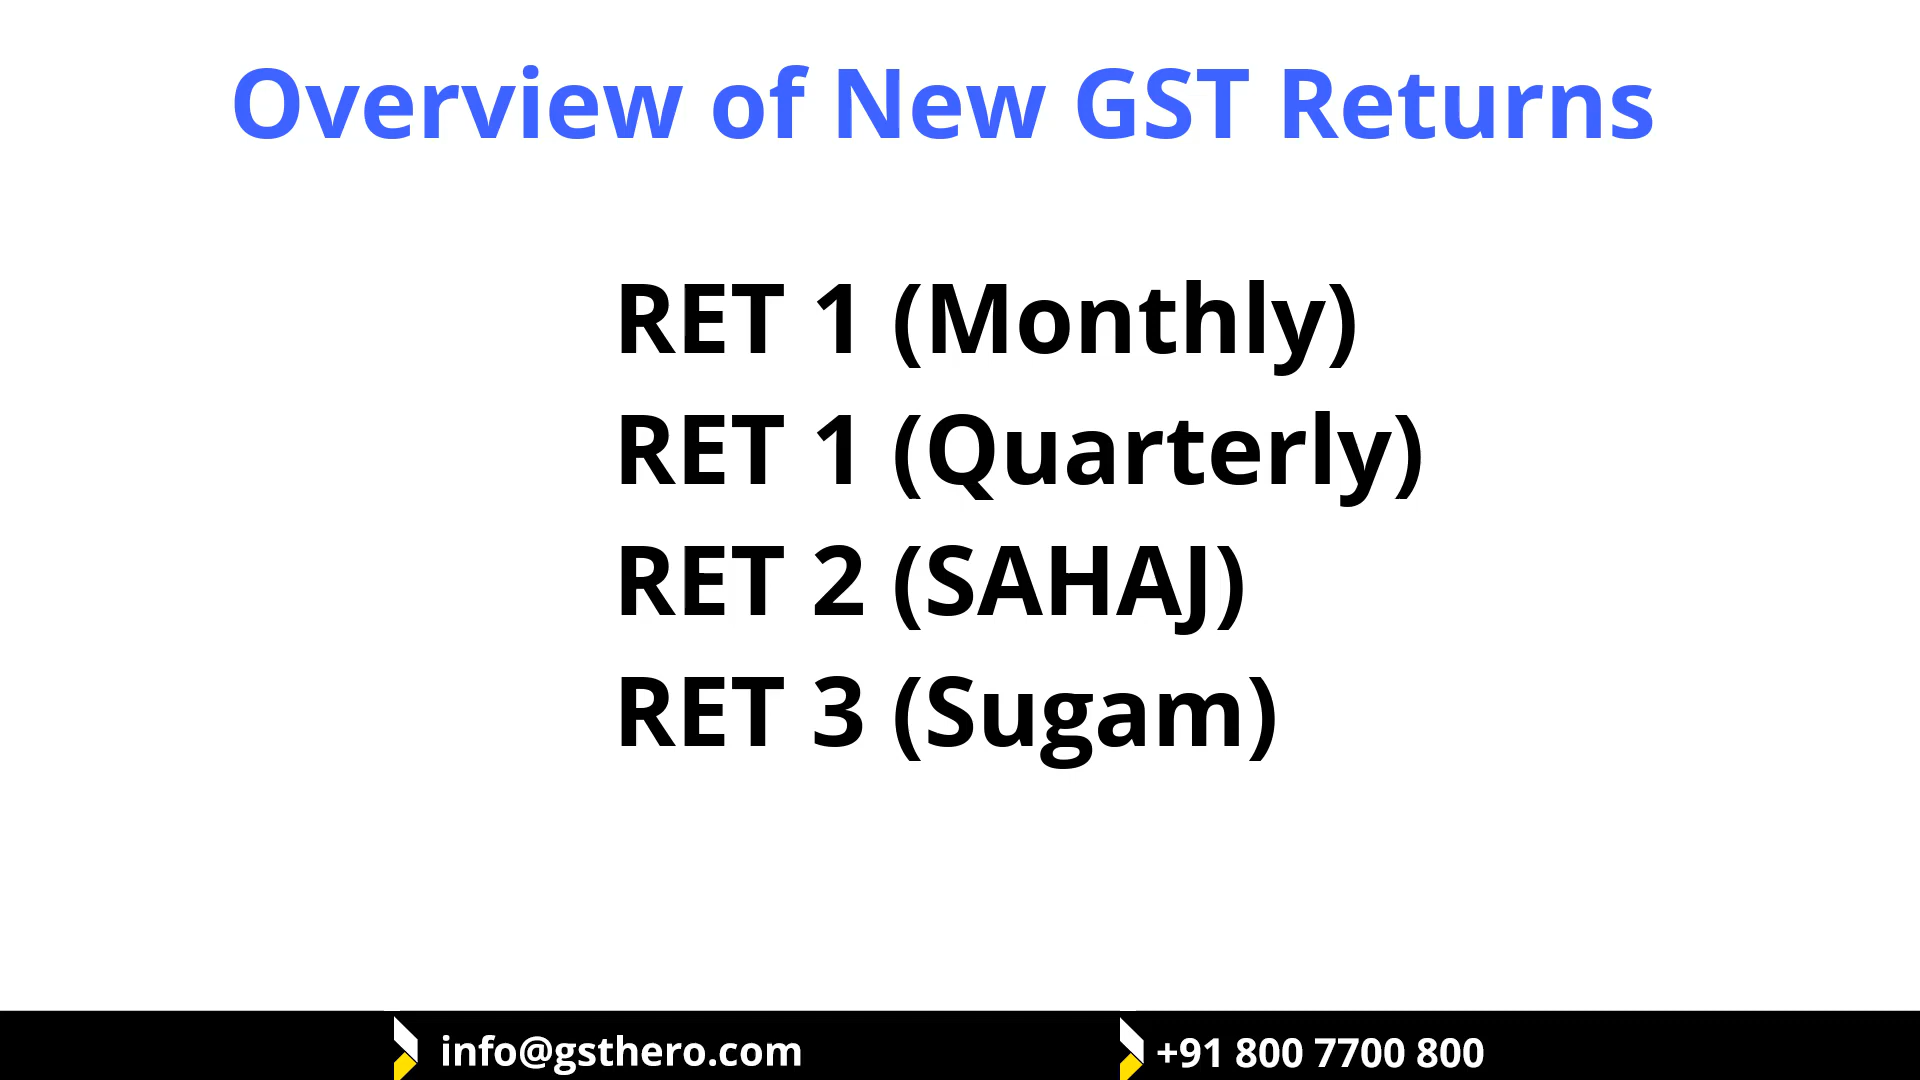 Overview of New GST Returns
RET 1 (Monthly)
RET 1 (Quarterly)
RET 2 (SAHAJ)
RET 3 (Sugam)
info@gsthero.com
+91 800 7700 800